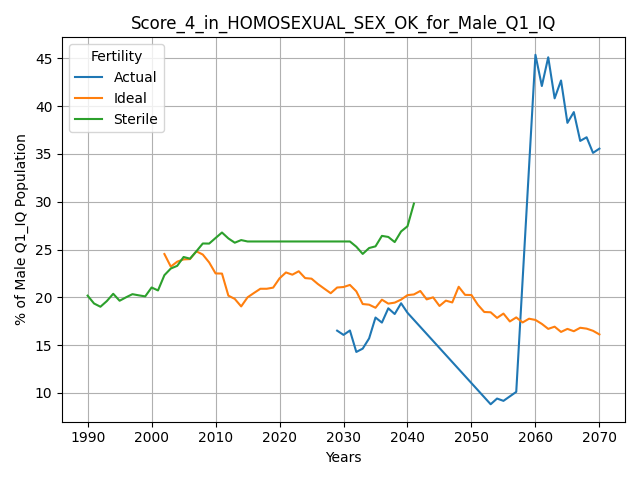 Score_4_in_HOMOSEXUAL_SEX_OK_for_Male_Q1_IQ
Fertility
Actual
Ideal
Sterile
% of Male Q1_IQ Population
45
40
35
30
25
20
15
10
1990
2000
2010
2020
2030
2040
2050
2060
2070
Years